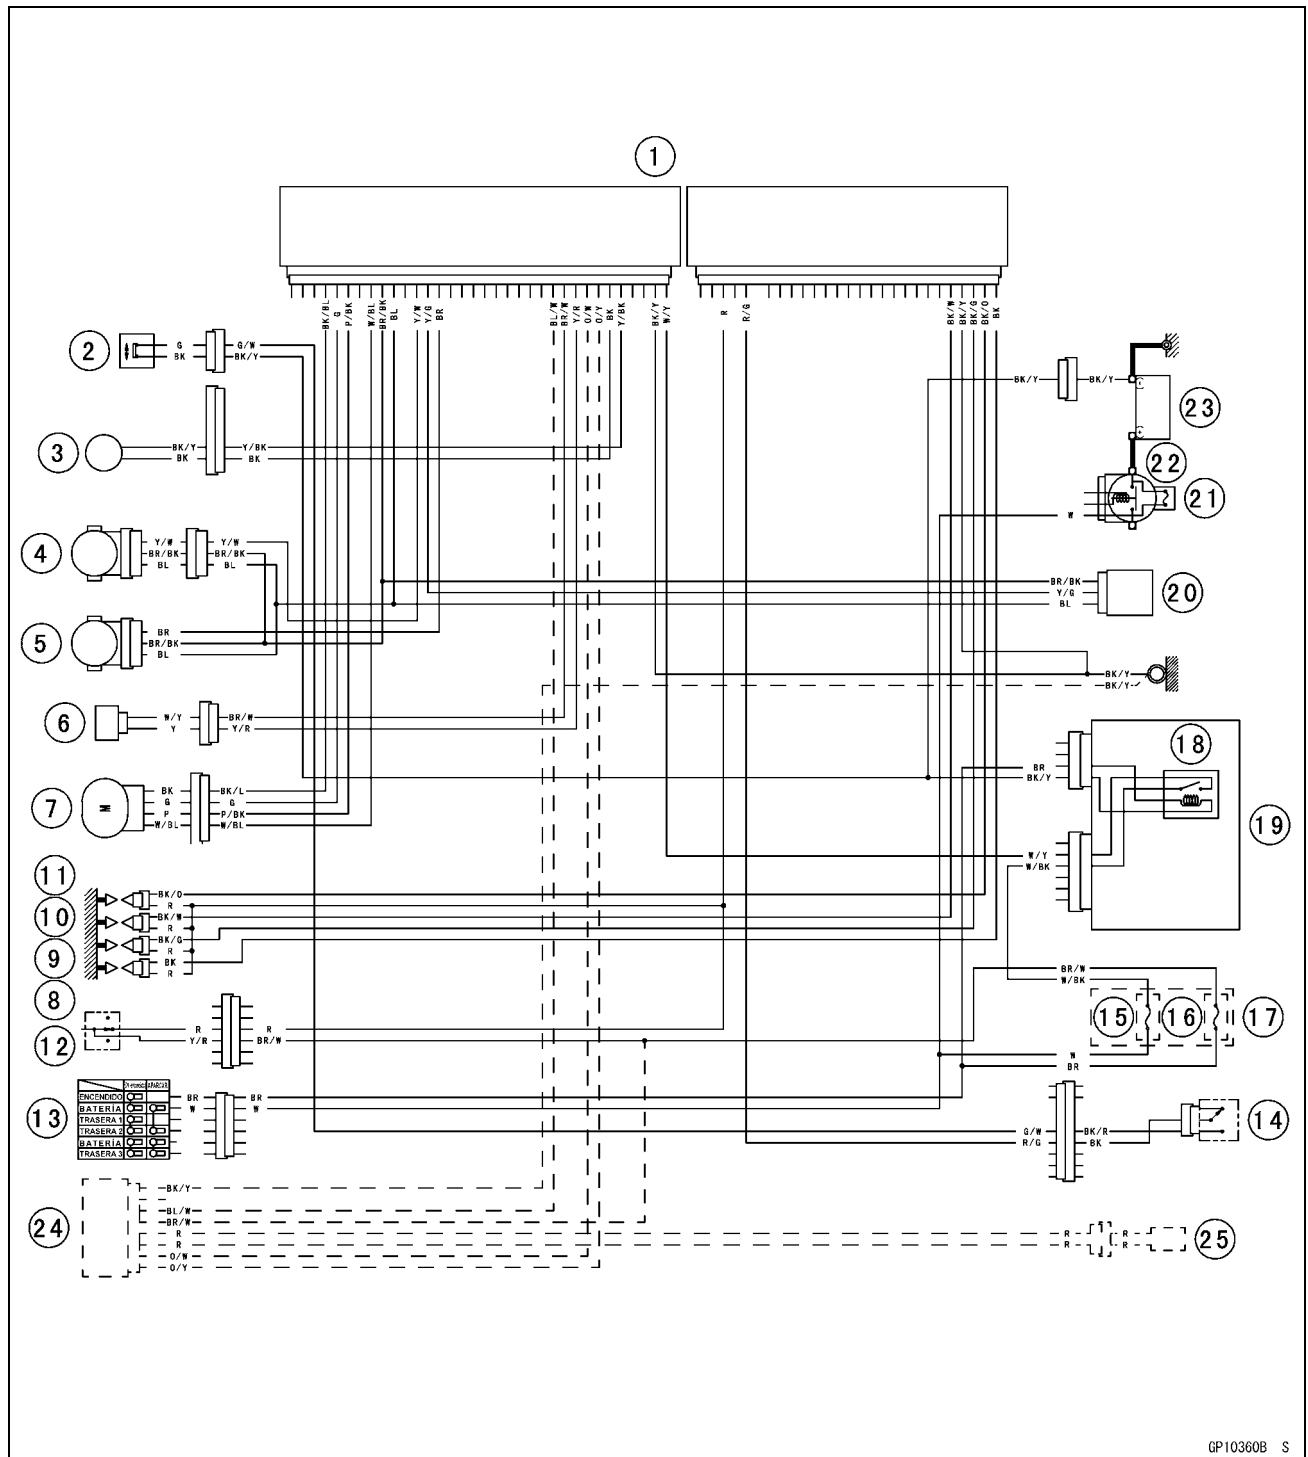 1
BK/BL
G
P/BK
W/BL
BR/BK
BL
Y/W
Y/G
BR
BL/W
BR/W
Y/R
O/W
O/Y
BK
Y/BK
BK/Y
W/Y
R
R/G
BK/W
BK/Y
BK/G
BK/O
BK
2
G G/W
BK BK/Y
BK/Y BK/Y
23
3
BK/Y Y/BK
BK BK
22
21
W
4
Y/W Y/W
BR/BK BR/BK
BL BL
BR/BK
Y/G
BL
20
5
BR
BR/BK
BL
BK/Y
BK/Y
6
W/Y BR/W
Y Y/R
18
BR
BK/Y
19
7
M
BK BK/L
G G
P P/BK
W/BL W/BL
W/Y
W/BK
11
BK/O
R
10
BK/W
R
BK/G
R
9
BK
R
8
BR/W
W/BK
15
16
17
12
R R
Y/R BR/W
W
BR
13
APARCAR
ENCENDIDO
BATERÍA
TRASERA 1
TRASERA 2
BATERÍA
TRASERA 3
BR BR
W W
G/W BK/R
R/G BK
14
24
BK/Y
BL/W
BR/W
R
R
O/W
O/Y
R R
R R
25
GP10360B S